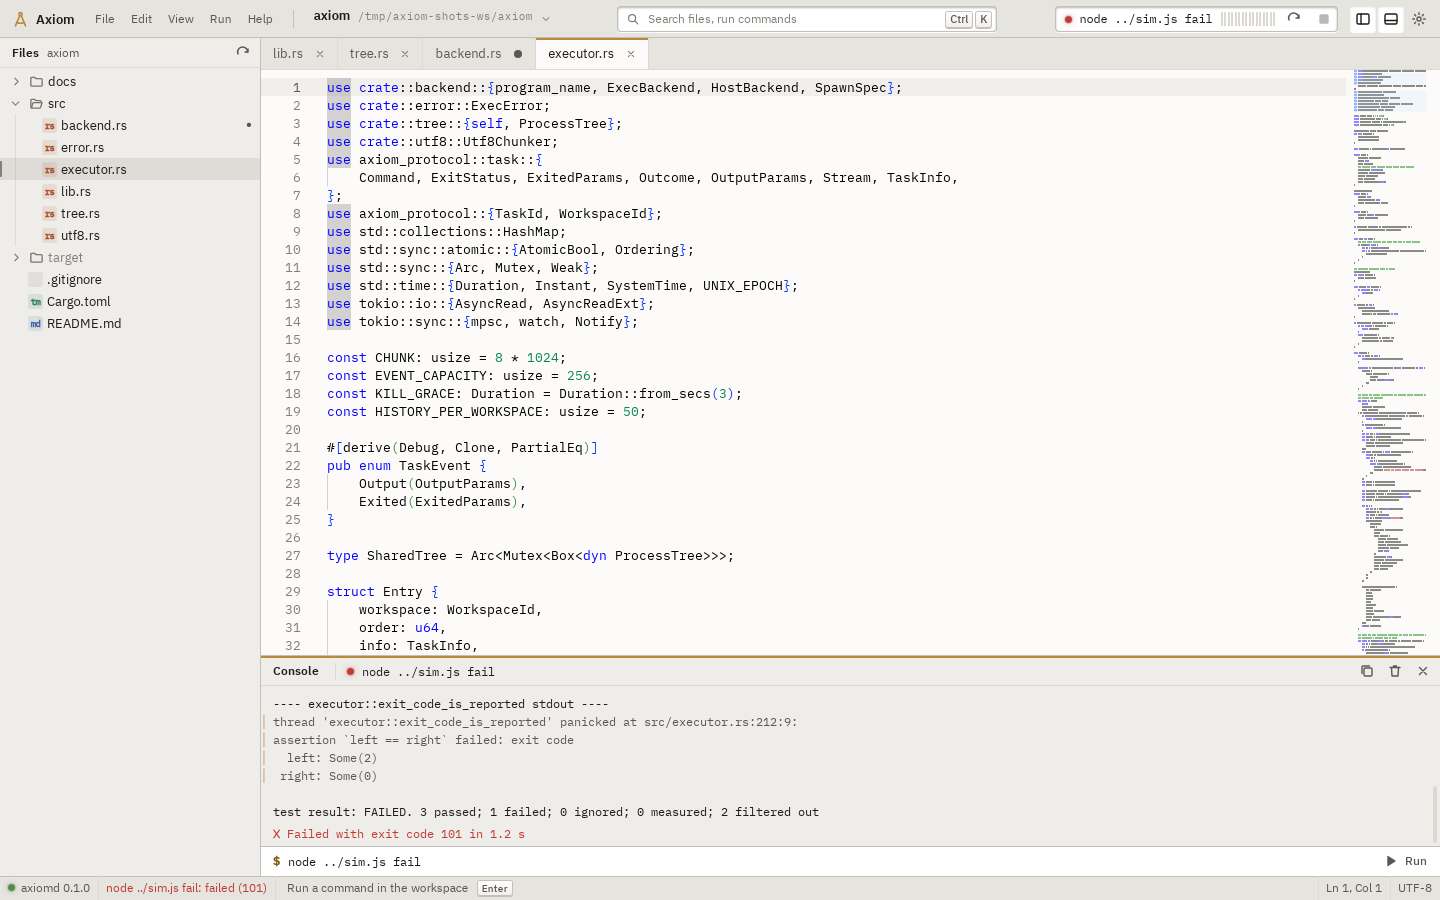 Axiom File Edit View Run Help axiom /tmp/axiom-shots-ws/axiom Search files, run commands Ctrl K node ../sim.js fail
Files axiom
docs
src
rs backend.rs
rs error.rs
rs executor.rs
rs lib.rs
rs tree.rs
rs utf8.rs
target
.gitignore
tm Cargo.toml
md README.md
lib.rs tree.rs backend.rs executor.rs
1 use crate::backend::{program_name, ExecBackend, HostBackend, SpawnSpec};
2 use crate::error::ExecError;
3 use crate::tree::{self, ProcessTree};
4 use crate::utf8::Utf8Chunker;
5 use axiom_protocol::task::{
6 Command, ExitStatus, ExitedParams, Outcome, OutputParams, Stream, TaskInfo,
7 };
8 use axiom_protocol::{TaskId, WorkspaceId};
9 use std::collections::HashMap;
10 use std::sync::atomic::{AtomicBool, Ordering};
11 use std::sync::{Arc, Mutex, Weak};
12 use std::time::{Duration, Instant, SystemTime, UNIX_EPOCH};
13 use tokio::io::{AsyncRead, AsyncReadExt};
14 use tokio::sync::{mpsc, watch, Notify};
15
16 const CHUNK: usize = 8 * 1024;
17 const EVENT_CAPACITY: usize = 256;
18 const KILL_GRACE: Duration = Duration::from_secs(3);
19 const HISTORY_PER_WORKSPACE: usize = 50;
20
21 #[derive(Debug, Clone, PartialEq)]
22 pub enum TaskEvent {
23 Output(OutputParams),
24 Exited(ExitedParams),
25 }
26
27 type SharedTree = Arc<Mutex<Box<dyn ProcessTree>>>;
28
29 struct Entry {
30 workspace: WorkspaceId,
31 order: u64,
32 info: TaskInfo,
Console node ../sim.js fail
---- executor::exit_code_is_reported stdout ----
thread 'executor::exit_code_is_reported' panicked at src/executor.rs:212:9:
assertion `left == right` failed: exit code
left: Some(2)
right: Some(0)
test result: FAILED. 3 passed; 1 failed; 0 ignored; 0 measured; 2 filtered out
X Failed with exit code 101 in 1.2 s
$ node ../sim.js fail Run
axiomd 0.1.0 node ../sim.js fail: failed (101) Run a command in the workspace Enter Ln 1, Col 1 UTF-8